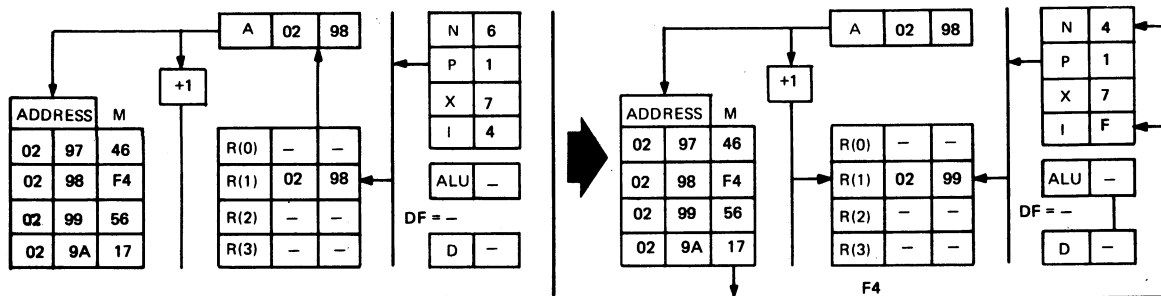 A 02 98
N 6
P 1
X 7
I 4
+1
ADDRESS M
02 97 46
02 98 F4
02 99 56
02 9A 17
R(0) – –
R(1) 02 98
R(2) – –
R(3) – –
ALU –
DF = –
D –
A 02 98
N 4
P 1
X 7
I F
+1
ADDRESS M
02 97 46
02 98 F4
02 99 56
02 9A 17
R(0) – –
R(1) 02 99
R(2) – –
R(3) – –
ALU –
DF = –
D –
F4